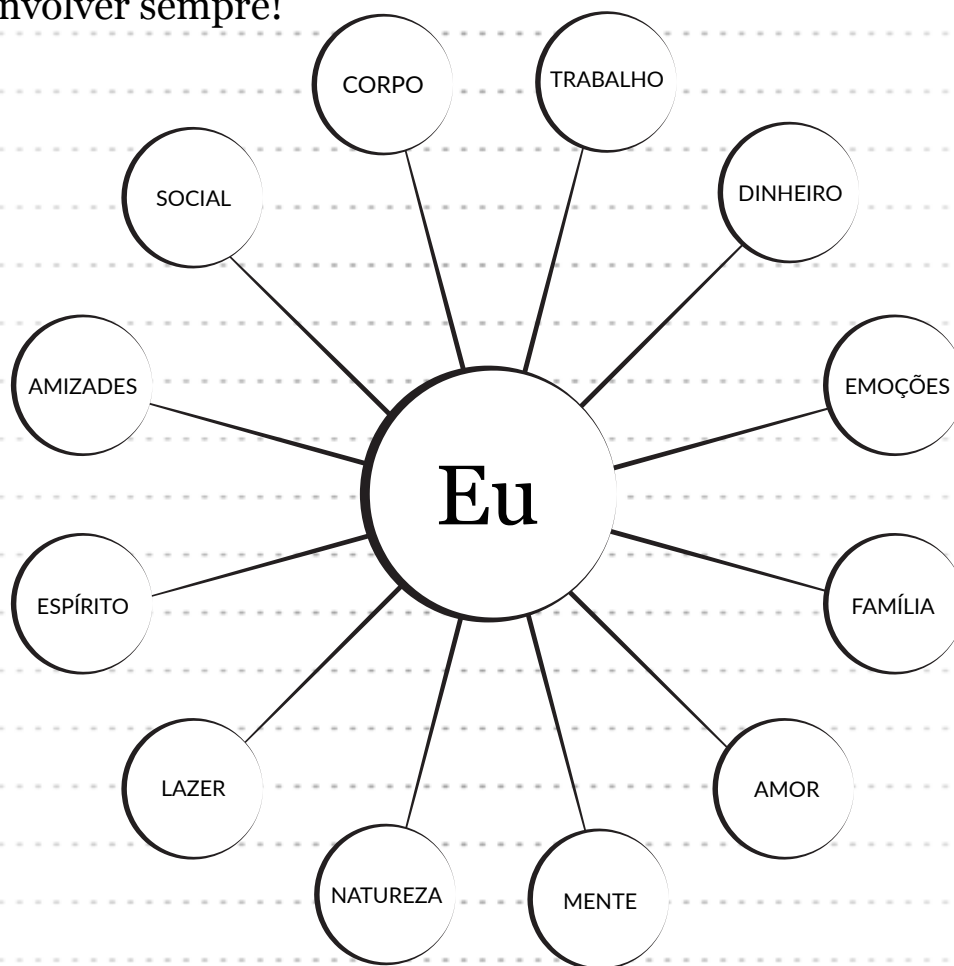 nvolver sempre!
CORPO
TRABALHO
SOCIAL
DINHEIRO
AMIZADES
EMOÇÕES
Eu
ESPÍRITO
FAMÍLIA
LAZER
AMOR
NATUREZA
MENTE